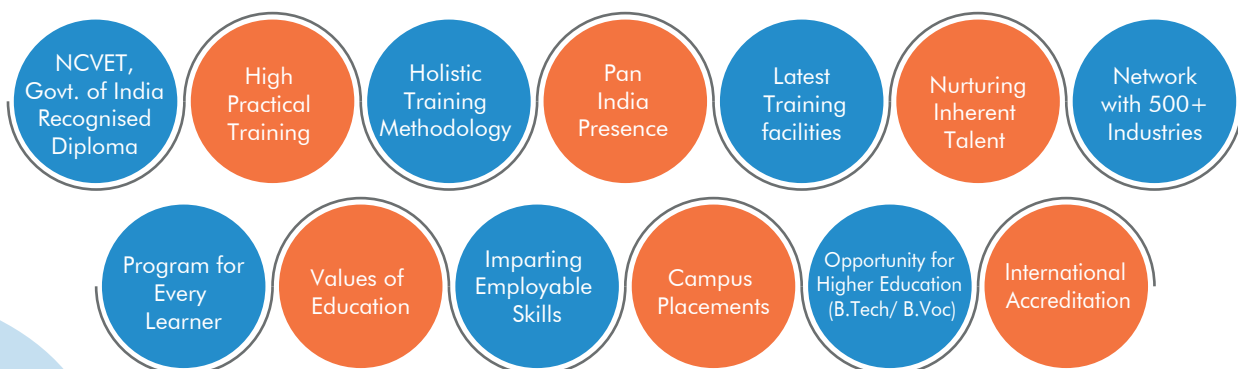 NCVET,
Govt. of India
Recognised
Diploma
High
Practical
Training
Holistic
Training
Methodology
Pan
India
Presence
Latest
Training
facilities
Nurturing
Inherent
Talent
Network
with 500+
Industries
Program for
Every
Learner
Values of
Education
Imparting
Employable
Skills
Campus
Placements
Opportunity for
Higher Education
(B.Tech/ B.Voc)
International
Accreditation